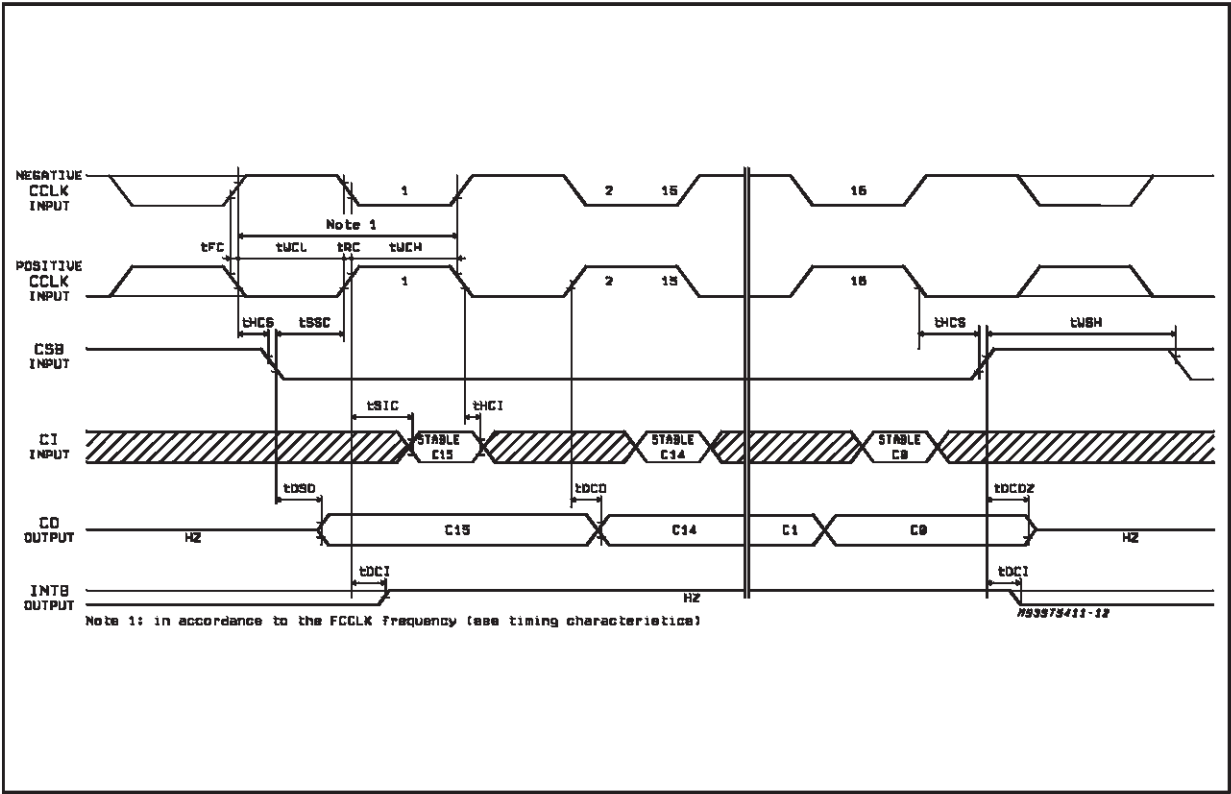 NEGATIVE
CCLK
INPUT
1
2
15
16
Note 1
tFC
tWCL
tRC
tWCH
POSITIVE
CCLK
INPUT
1
2
15
16
tHCS
tSSC
tHCS
tWSH
CSB
INPUT
tSIC
tHCI
CI
INPUT
STABLE
C15
STABLE
C14
STABLE
C0
tDSD
tDCO
tDCDZ
CO
OUTPUT
HZ
C15
C14
C1
C0
HZ
tDCI
tDCI
INTB
OUTPUT
HZ
Note 1: in accordance to the FCCLK frequency (see timing characteristics)
M93ST5411-12